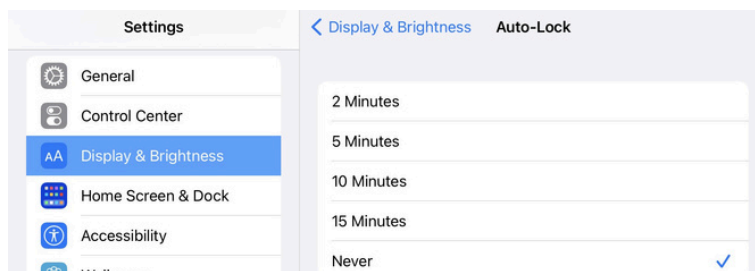 Settings
General
Control Center
AA Display & Brightness
Home Screen & Dock
Accessibility
Display & Brightness Auto-Lock
2 Minutes
5 Minutes
10 Minutes
15 Minutes
Never